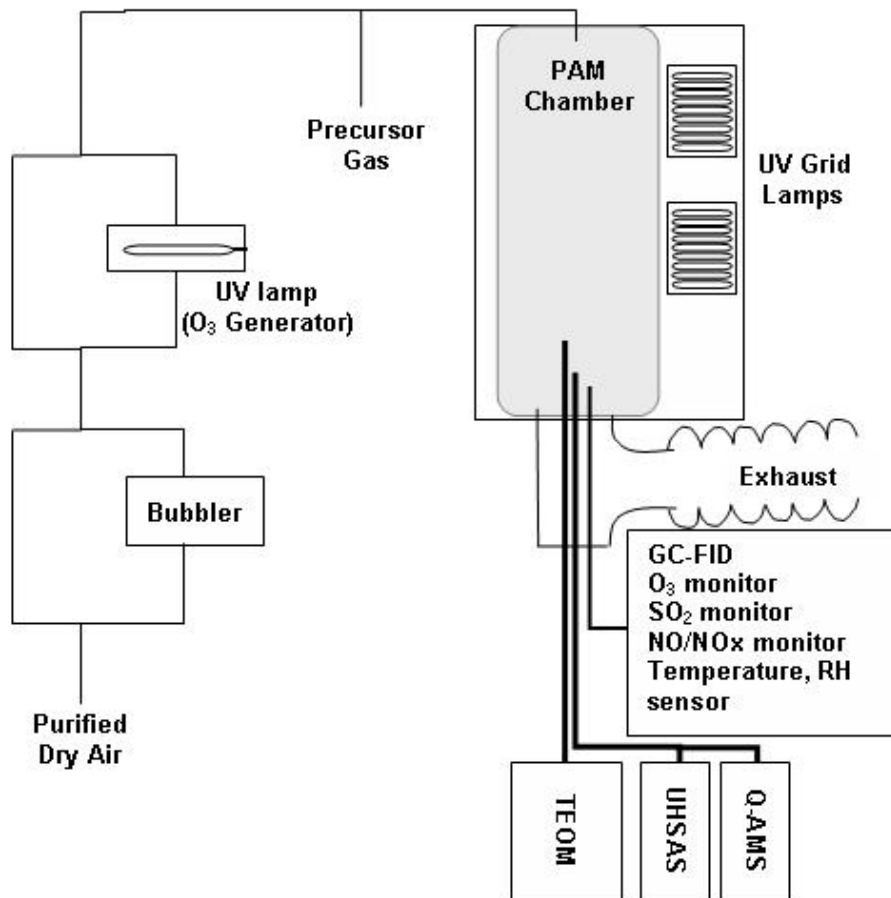 PAM
Chamber
Precursor
Gas
UV Grid
Lamps
UV lamp
(O₃ Generator)
Bubbler
Exhaust
GC-FID
O₃ monitor
SO₂ monitor
NO/NOx monitor
Temperature, RH
sensor
Purified
Dry Air
TEOM
UHSAS
Q-AMS